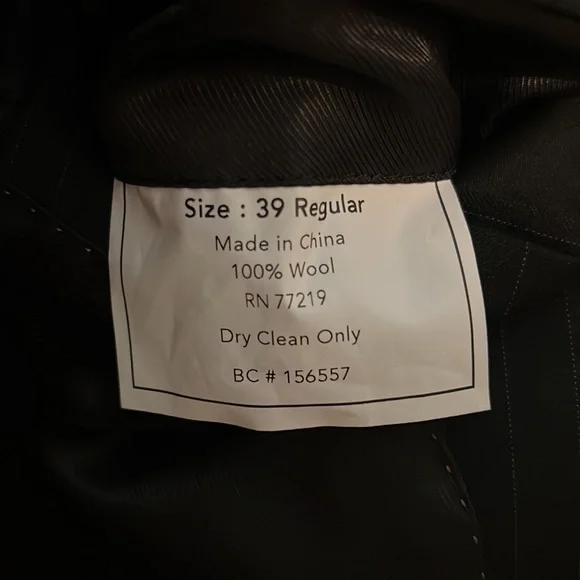 Size : 39 Regular
Made in China
100% Wool
RN 77219
Dry Clean Only
BC # 156557